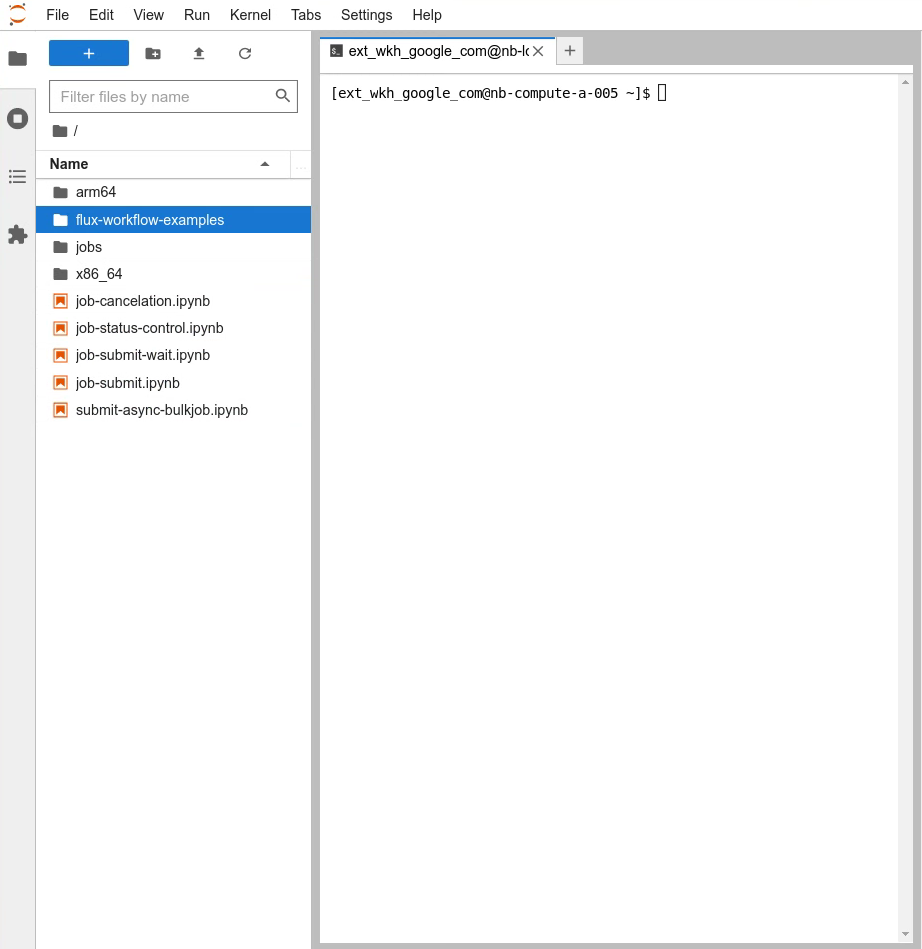 File Edit View Run Kernel Tabs Settings Help
+
Filter files by name
/
Name
...
arm64
flux-workflow-examples
jobs
x86_64
job-cancelation.ipynb
job-status-control.ipynb
job-submit-wait.ipynb
job-submit.ipynb
submit-async-bulkjob.ipynb
ext_wkh_google_com@nb-lo
+
[ext_wkh_google_com@nb-compute-a-005 ~]$